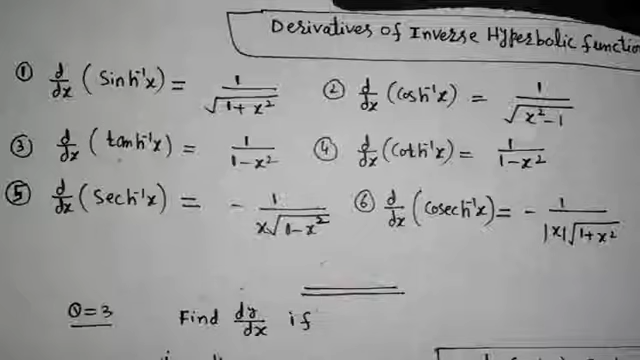 Derivatives of Inverse Hyperbolic function
① d/dx (Sinh⁻¹x) = 1/√(1+x²) ② d/dx (Cosh⁻¹x) = 1/√(x²-1)
③ d/dx (tanh⁻¹x) = 1/(1-x²) ④ d/dx (Coth⁻¹x) = 1/(1-x²)
⑤ d/dx (Sech⁻¹x) = - 1/(x√(1-x²)) ⑥ d/dx (Cosech⁻¹x) = - 1/(|x|√(1+x²))
Q=3 Find dy/dx if